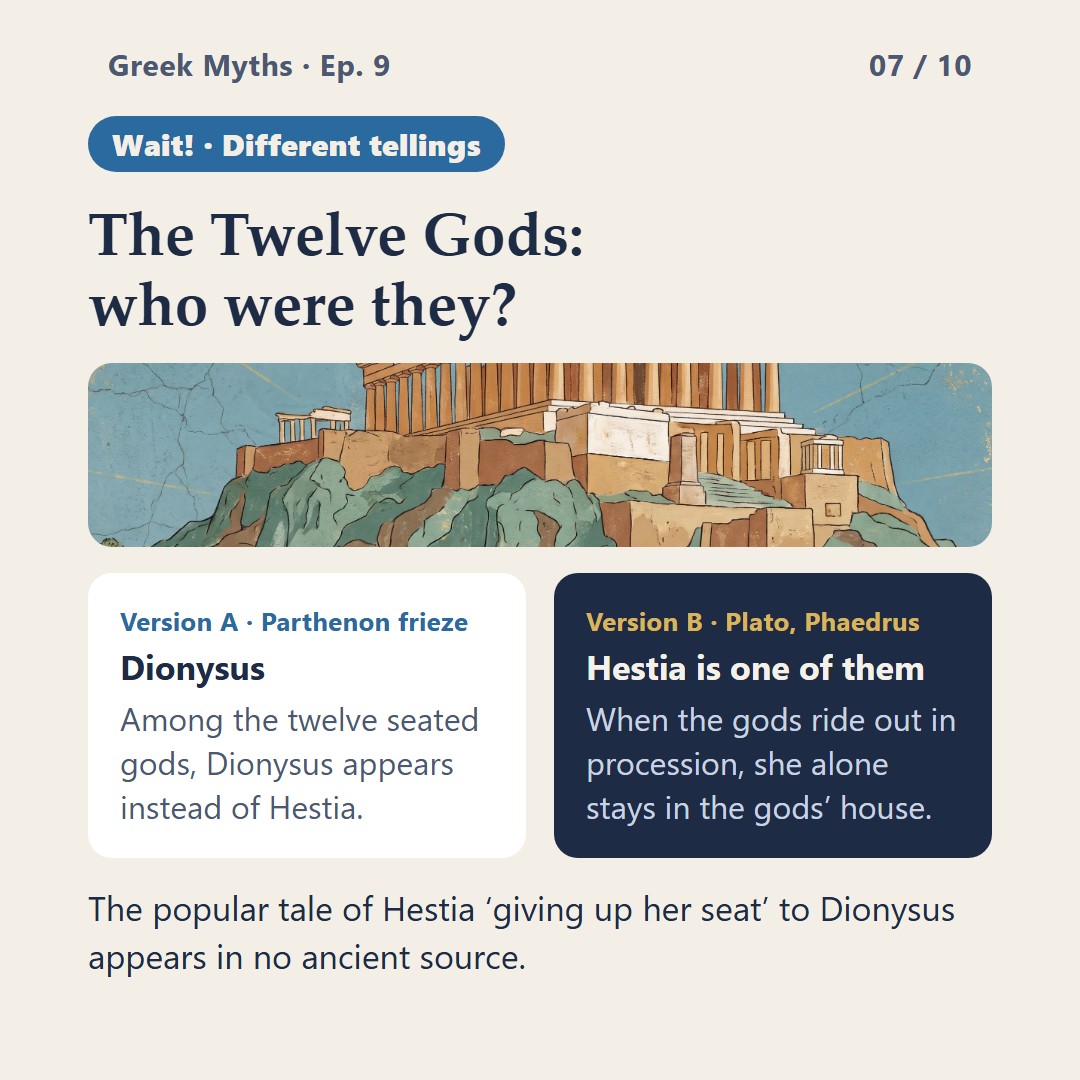 Greek Myths · Ep. 9
07 / 10
Wait! · Different tellings
The Twelve Gods:
who were they?
Version A · Parthenon frieze
Dionysus
Among the twelve seated
gods, Dionysus appears
instead of Hestia.
Version B · Plato, Phaedrus
Hestia is one of them
When the gods ride out in
procession, she alone
stays in the gods’ house.
The popular tale of Hestia ‘giving up her seat’ to Dionysus
appears in no ancient source.